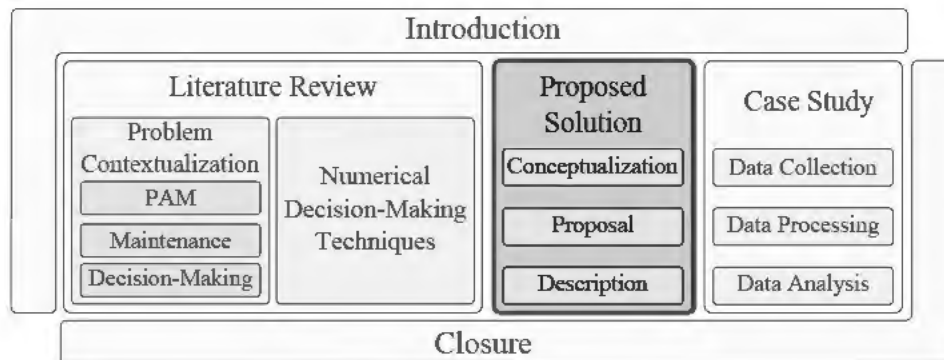 Introduction
Literature Review
Problem
Contextualization
PAM
Maintenance
Decision-Making
Numerical
Decision-Making
Techniques
Proposed
Solution
Conceptualization
Proposal
Description
Case Study
Data Collection
Data Processing
Data Analysis
Closure